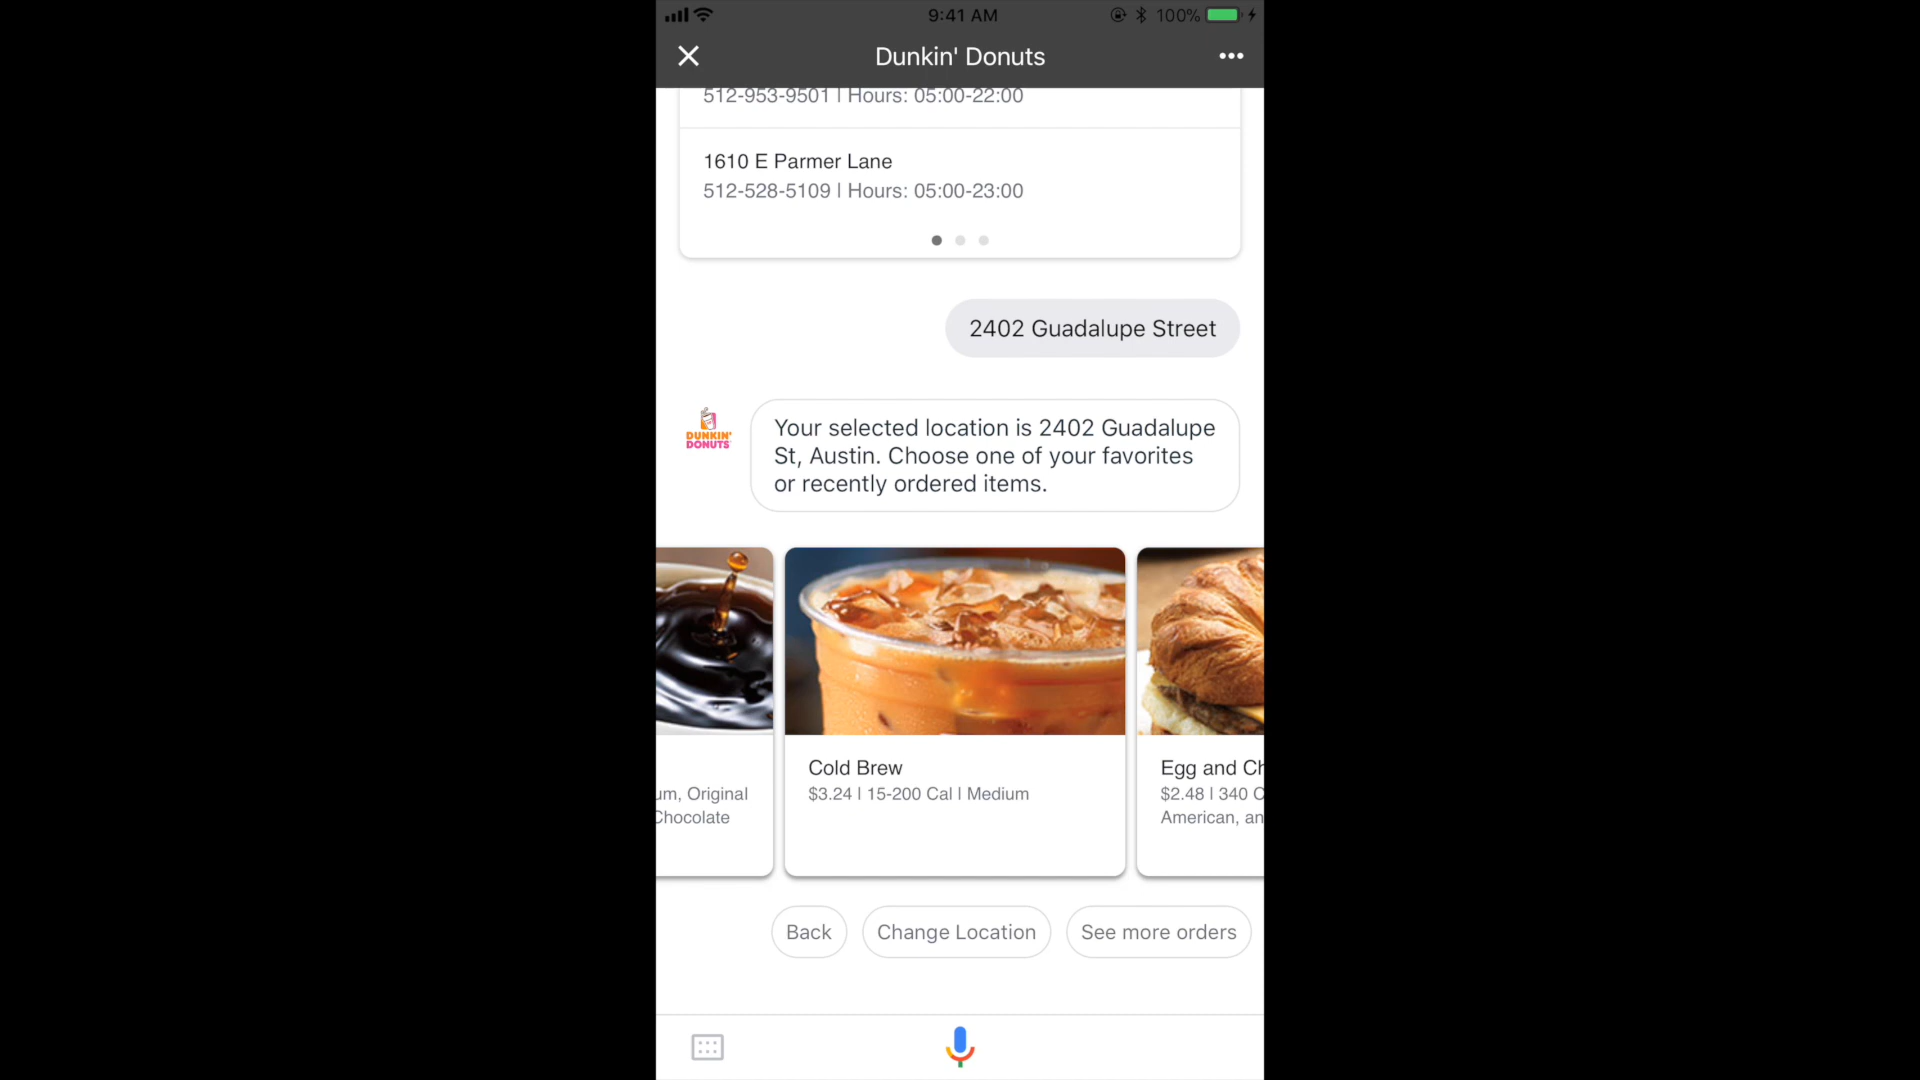 9:41 AM
100%
Dunkin' Donuts
512-953-9501 | Hours: 05:00-22:00
1610 E Parmer Lane
512-528-5109 | Hours: 05:00-23:00
2402 Guadalupe Street
DUNKIN'
DONUTS
Your selected location is 2402 Guadalupe
St, Austin. Choose one of your favorites
or recently ordered items.
um, Original
Chocolate
Cold Brew
$3.24 | 15-200 Cal | Medium
Egg and Ch
$2.48 | 340 C
American, an
Back
Change Location
See more orders